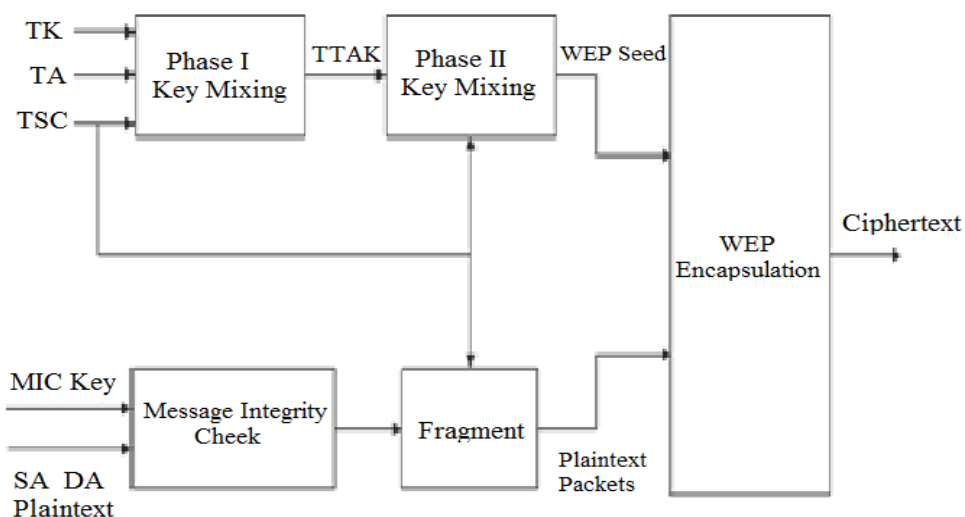 TK
TA
TSC
Phase I
Key Mixing
TTAK
Phase II
Key Mixing
WEP Seed
WEP
Encapsulation
Ciphertext
MIC Key
SA DA
Plaintext
Message Integrity
Cheek
Fragment
Plaintext
Packets